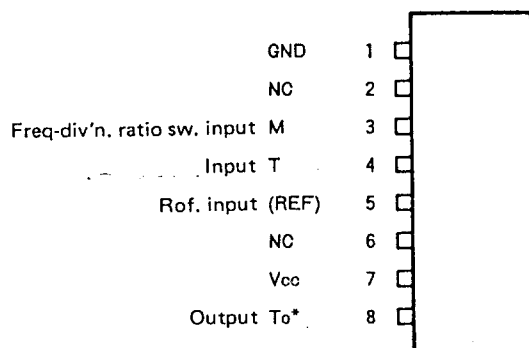 GND 1
NC 2
Freq-div'n. ratio sw. input M 3
Input T 4
Rof. input (REF) 5
NC 6
Vcc 7
Output To* 8